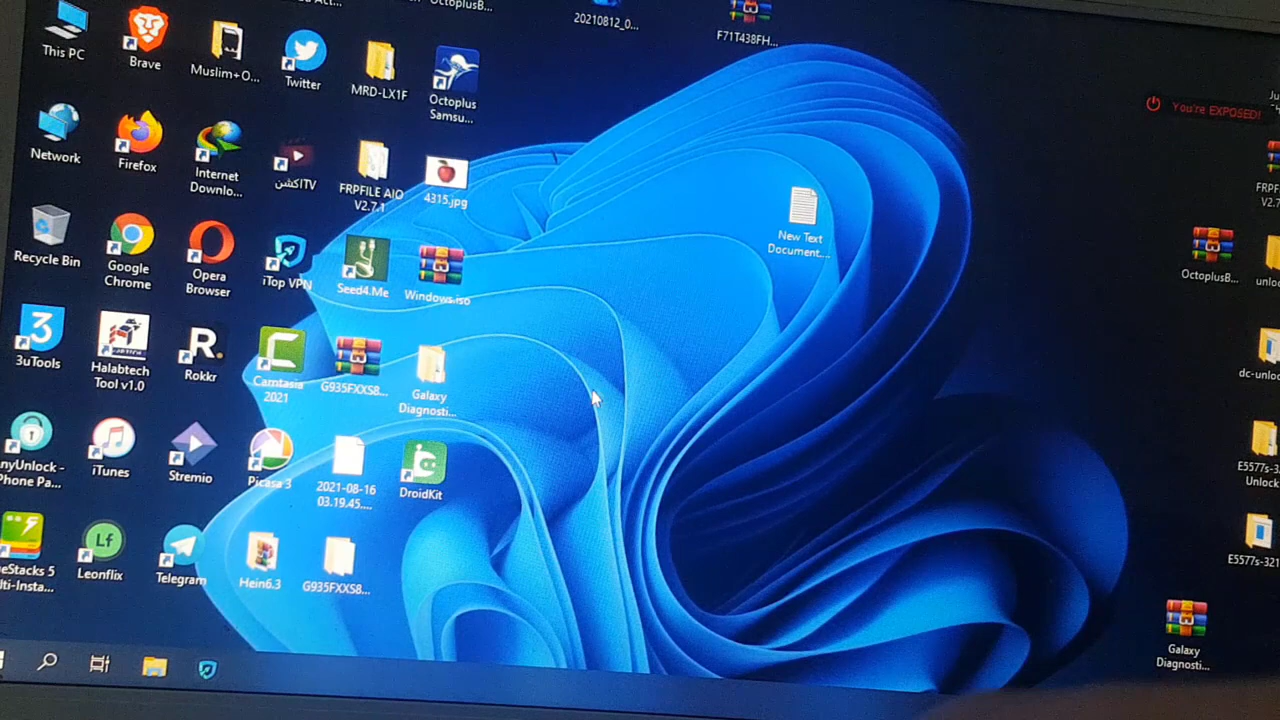 OctoplusB...
20210812_0...
F71T438FH...
This PC
Brave
Muslim+O...
Twitter
MRD-LX1F
Octoplus
Samsu...
You're EXPOSED!
Network
Firefox
Internet
Downlo...
اكشنTV
FRPFILE AIO
V2.7.1
4315.jpg
New Text
Document...
Recycle Bin
Google
Chrome
Opera
Browser
iTop VPN
Seed4.Me
Windows.iso
OctoplusB...
3
3uTools
Halabtech
Tool v1.0
R.
Rokkr
Camtasia
2021
G935FXXS8...
Galaxy
Diagnosti...
dc-unlo
nyUnlock -
Phone Pa...
iTunes
Stremio
Picasa 3
2021-08-16
03.19.45....
DroidKit
E5577s-3
Unlock
eStacks 5
lti-Insta...
Lf
Leonflix
Telegram
Hein6.3
G935FXXS8...
E5577s-321
Galaxy
Diagnosti...